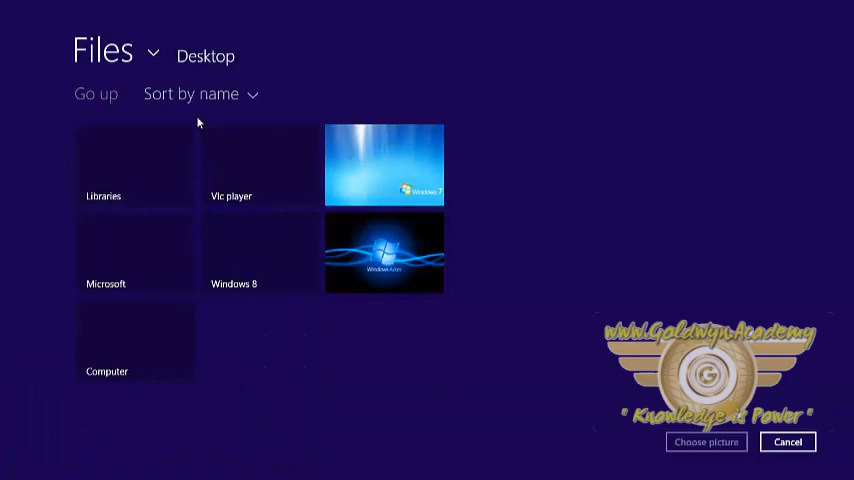 Files
Desktop
Go up
Sort by name
Libraries
Vlc player
Windows 7
Microsoft
Windows 8
Windows Azure
Computer
www.GoldwynAcademy
G
" Knowledge is Power "
Choose picture
Cancel